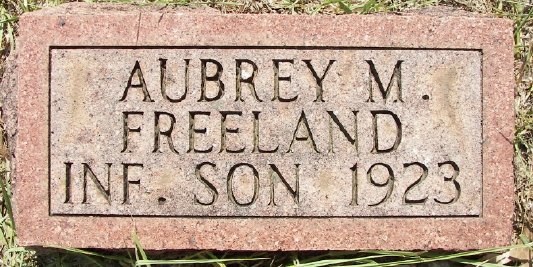 AUBREY M.
FREELAND
INF. SON 1923